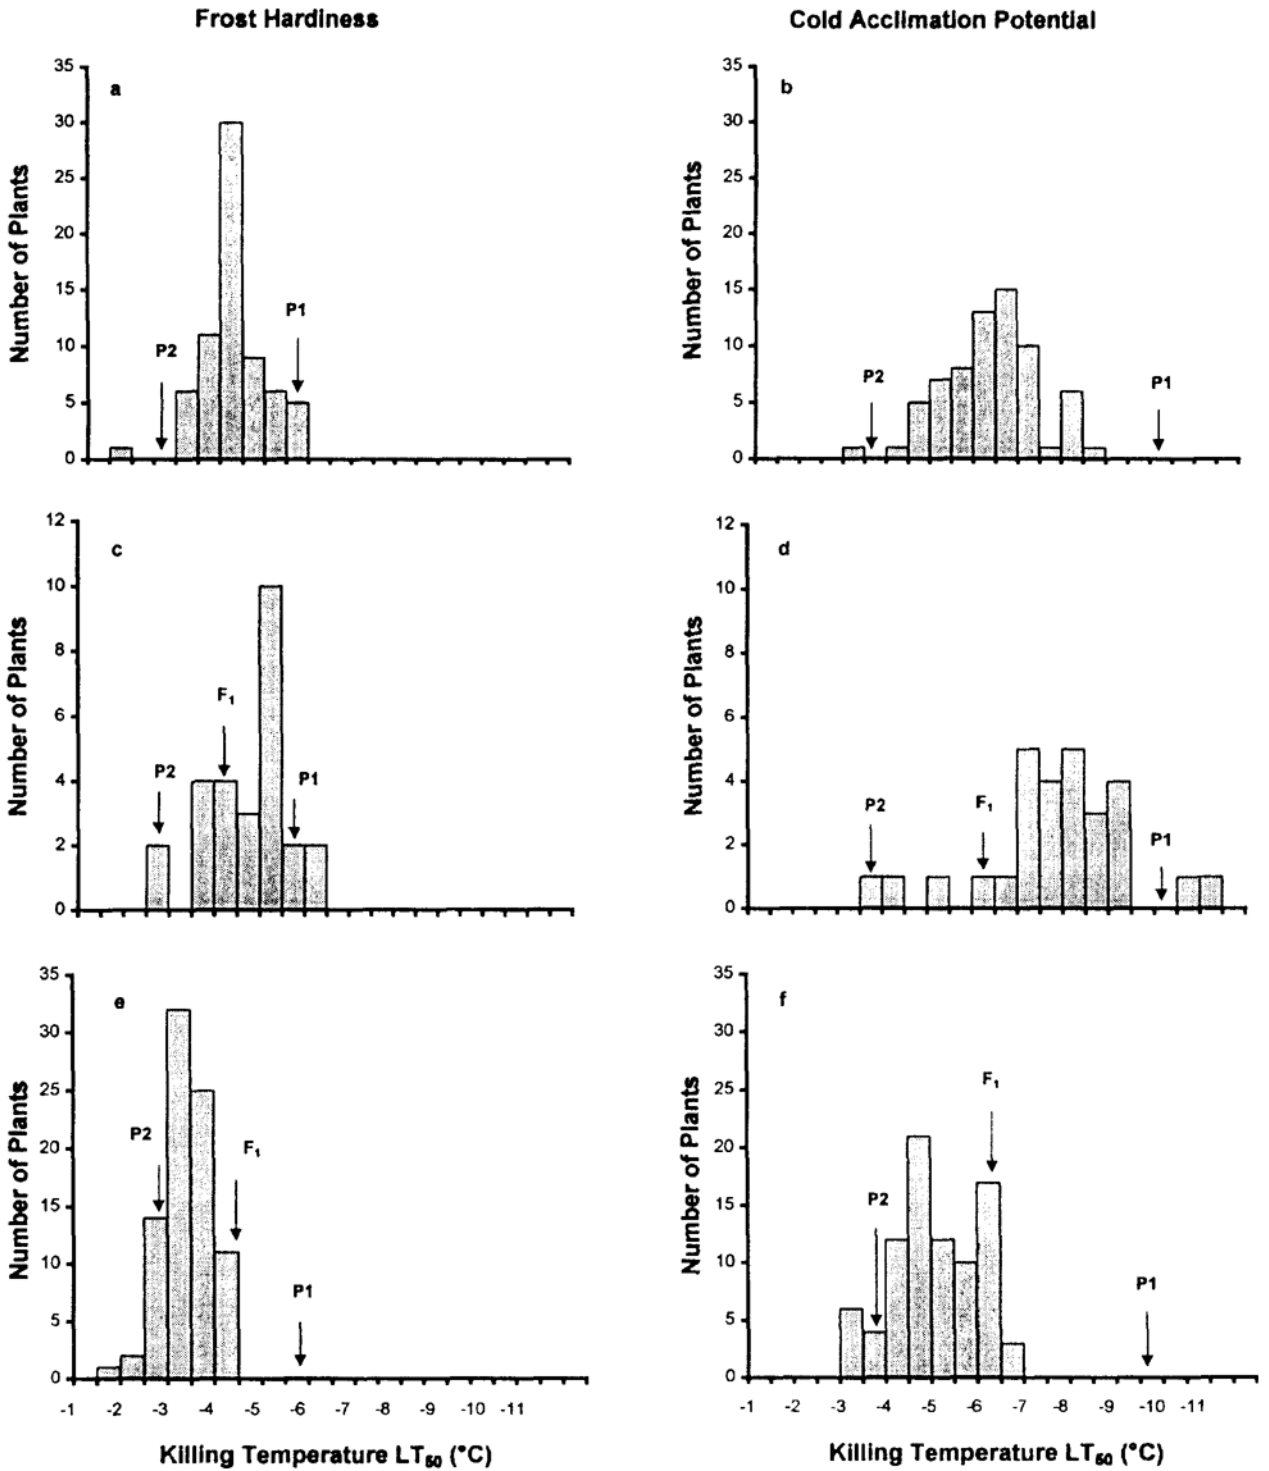 Frost Hardiness
Cold Acclimation Potential
a
35
30
25
20
15
10
5
0
Number of Plants
P2
P1
b
35
30
25
20
15
10
5
0
Number of Plants
P2
P1
c
12
10
8
6
4
2
0
Number of Plants
P2
F₁
P1
d
12
10
8
6
4
2
0
Number of Plants
P2
F₁
P1
e
35
30
25
20
15
10
5
0
Number of Plants
P2
F₁
P1
-1 -2 -3 -4 -5 -6 -7 -8 -9 -10 -11
Killing Temperature LT₅₀ (°C)
f
35
30
25
20
15
10
5
0
Number of Plants
P2
F₁
P1
-1 -2 -3 -4 -5 -6 -7 -8 -9 -10 -11
Killing Temperature LT₅₀ (°C)